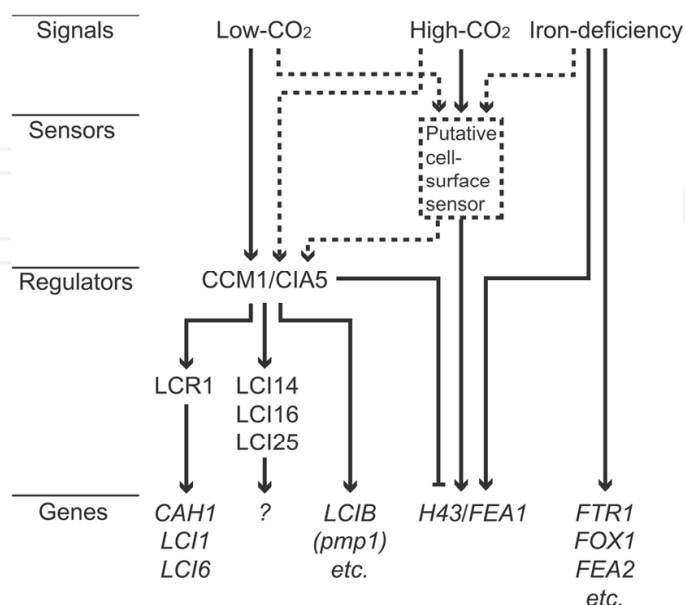 Signals Low-CO2 High-CO2 Iron-deficiency
Sensors
Putative
cell-
surface
sensor
Regulators CCM1/CIA5
LCR1 LCI14
LCI16
LCI25
Genes CAH1 ? LCIB H43/FEA1 FTR1
LCI1 (pmp1) FOX1
LCI6 etc. FEA2
etc.